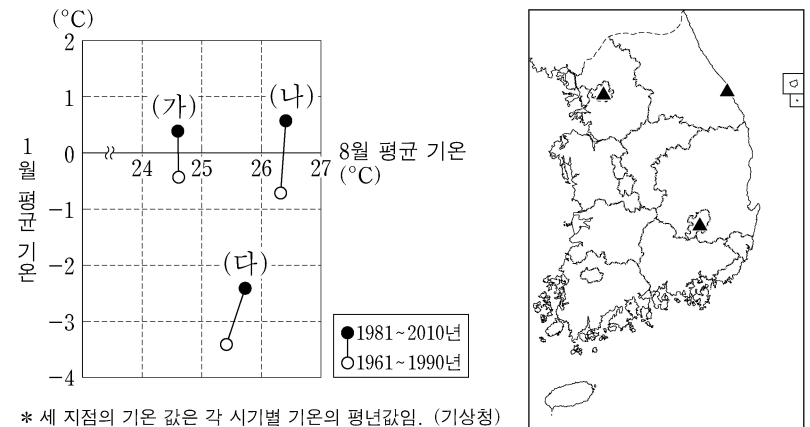 (℃)
2
1
0
-1
-2
-3
-4
24
25
26
27
(가)
(나)
(다)
1월 평균 기온
8월 평균 기온
(℃)
●1981~2010년
○1961~1990년
* 세 지점의 기온 값은 각 시기별 기온의 평년값임. (기상청)